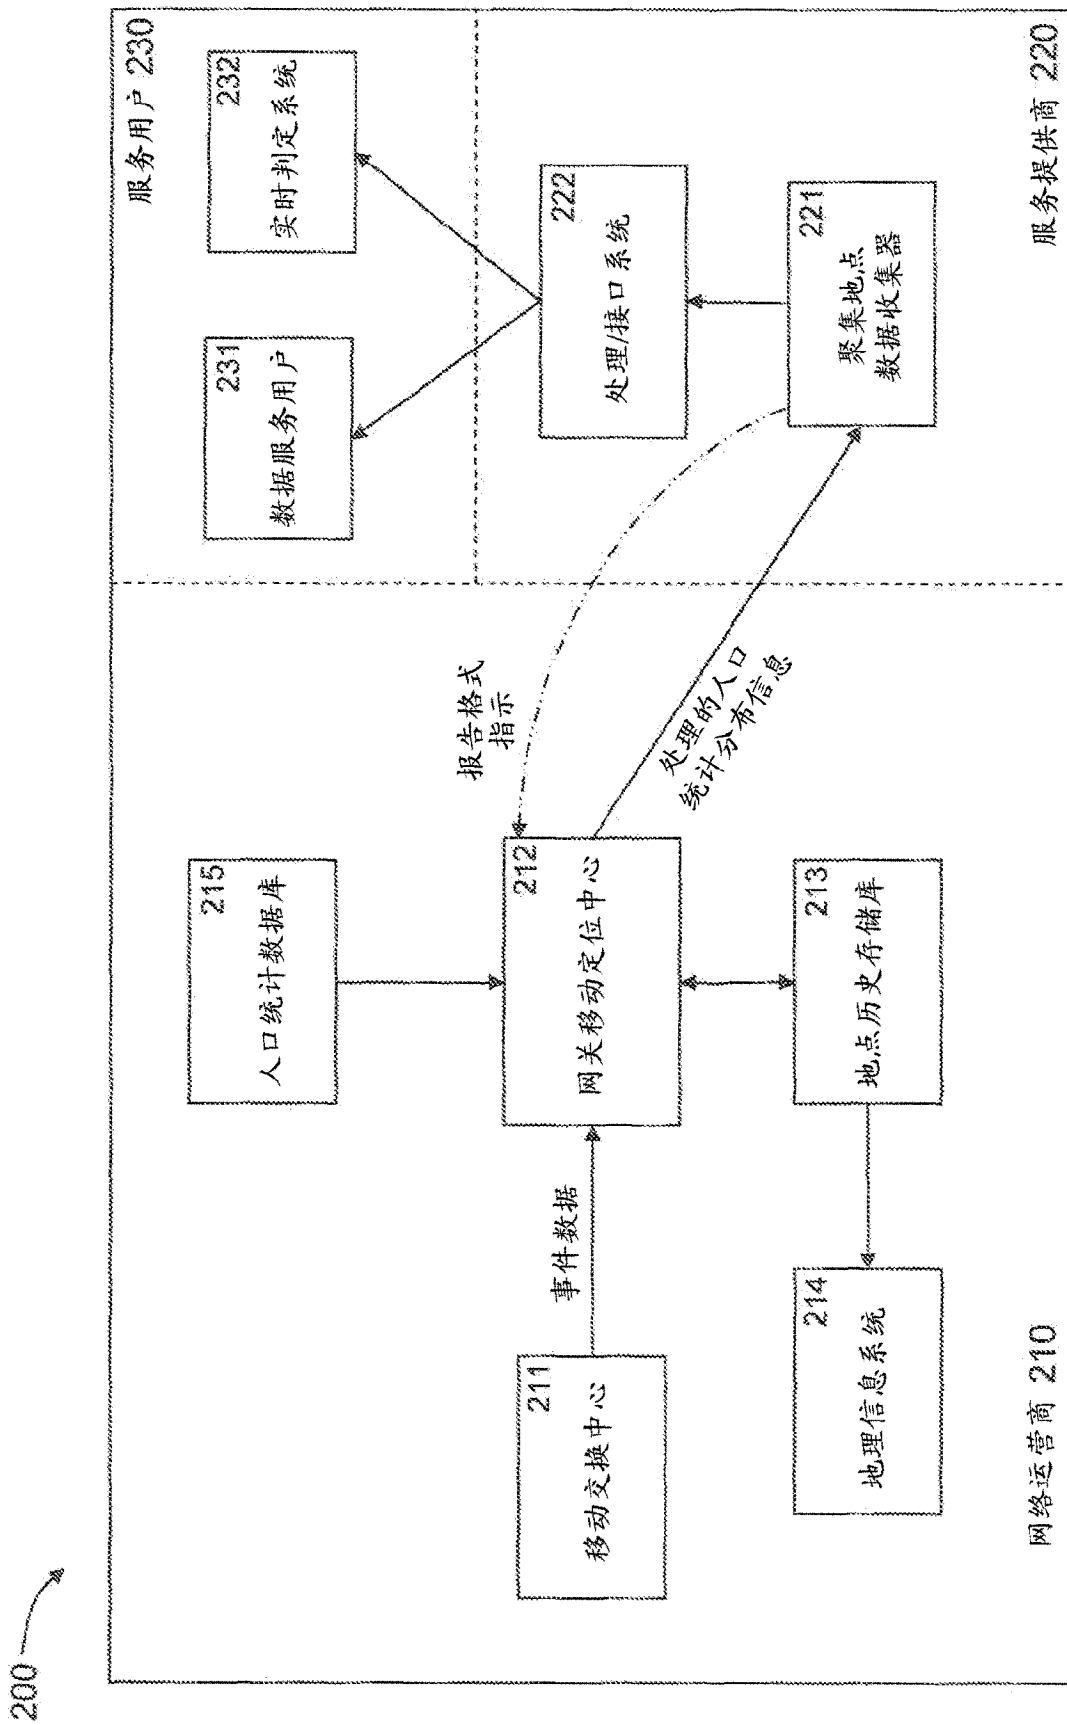 200
人口统计数据库
215
移动交换中心
211
事件数据
网关移动定位中心
212
地理信息系统
214
地点历史存储库
213
网络运营商 210
报告格式
指示
处理的人口
统计分布信息
服务用户 230
数据服务用户
231
实时判定系统
232
处理/接口系统
222
聚集地点
数据收集器
221
服务提供商 220